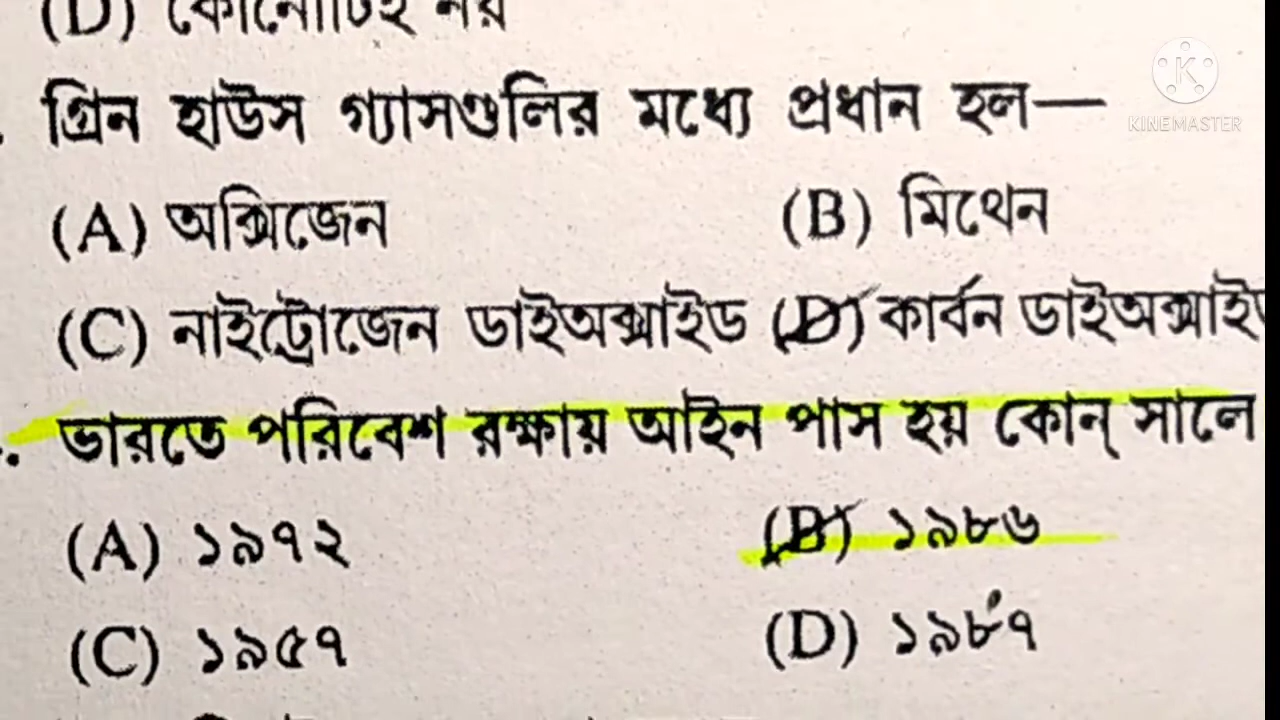 (D) কোনোটিই নয়
গ্রিন হাউস গ্যাসগুলির মধ্যে প্রধান হল—
(A) অক্সিজেন (B) মিথেন
(C) নাইট্রোজেন ডাইঅক্সাইড (D) কার্বন ডাইঅক্সাইড
ভারতে পরিবেশ রক্ষায় আইন পাস হয় কোন্ সালে
(A) ১৯৭২ (B) ১৯৮৬
(C) ১৯৫৭ (D) ১৯৮৭
KINEMASTER